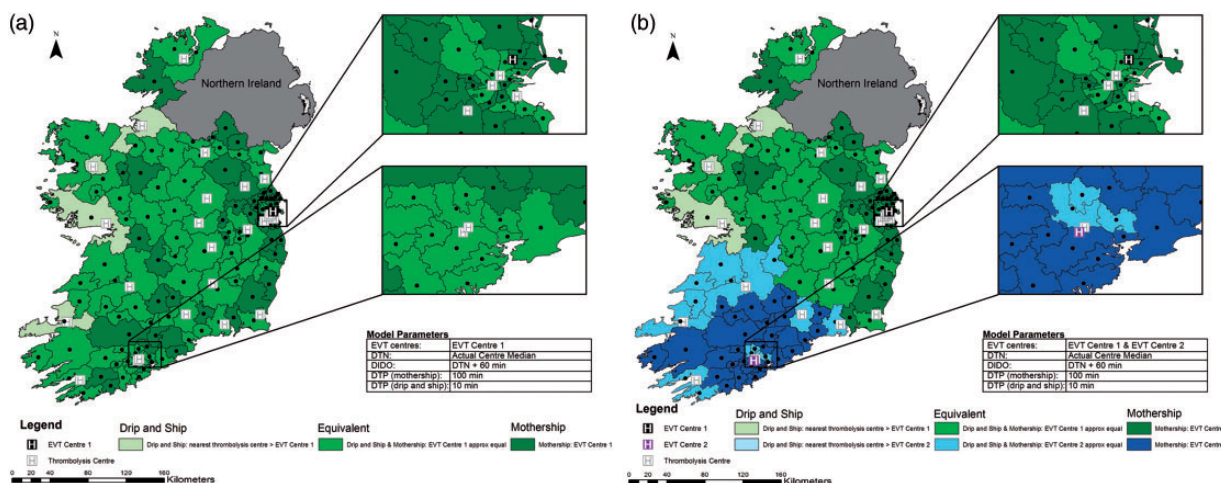 (a)
N
Northern Ireland
Model Parameters
EVT centres: EVT Centre 1
DTN: Actual Centre Median
DIDO: DTN + 60 min
DTP (mothership): 100 min
DTP (drip and ship): 10 min
Legend
H EVT Centre 1
H Thrombolysis Centre
Drip and Ship
Drip and Ship: nearest thrombolysis centre > EVT Centre 1
Equivalent
Drip and Ship & Mothership: EVT Centre 1 approx equal
Mothership
Mothership: EVT Centre 1
0 20 40 80 120 160
Kilometers
(b)
N
Northern Ireland
Model Parameters
EVT centres: EVT Centre 1 & EVT Centre 2
DTN: Actual Centre Median
DIDO: DTN + 60 min
DTP (mothership): 100 min
DTP (drip and ship): 10 min
Legend
H EVT Centre 1
H EVT Centre 2
H Thrombolysis Centre
Drip and Ship
Drip and Ship: nearest thrombolysis centre > EVT Centre 1
Drip and Ship: nearest thrombolysis centre > EVT Centre 2
Equivalent
Drip and Ship & Mothership: EVT Centre 1 approx equal
Drip and Ship & Mothership: EVT Centre 2 approx equal
Mothership
Mothership: EVT Centre
Mothership: EVT Centre
0 20 40 80 120 160
Kilometers